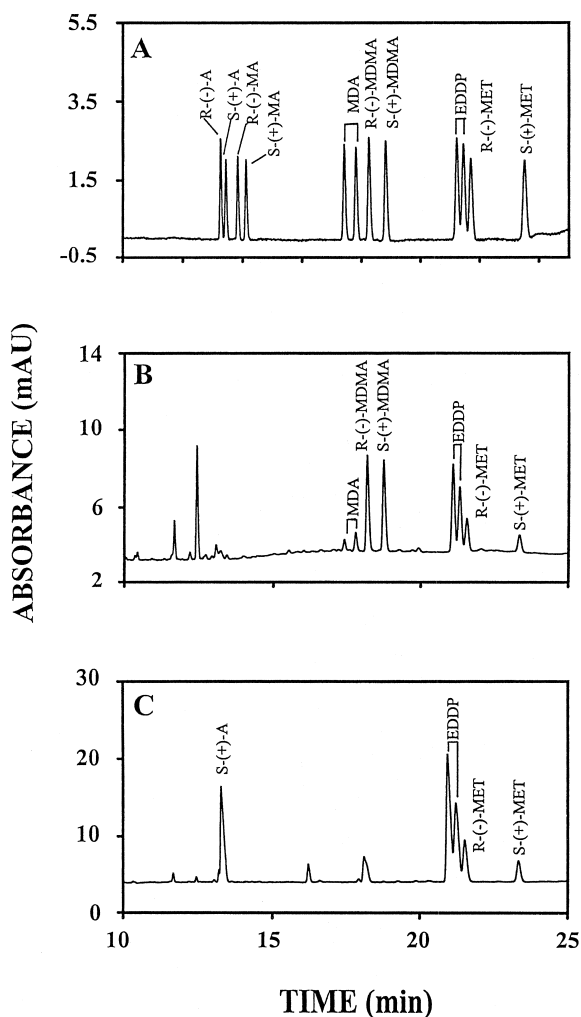 ABSORBANCE (mAU)
A
5.5
3.5
1.5
-0.5
R-(-)-A
S-(+)-A
R-(-)-MA
S-(+)-MA
MDA
R-(-)-MDMA
S-(+)-MDMA
EDDP
R-(-)-MET
S-(+)-MET
B
14
10
6
2
MDA
R-(-)-MDMA
S-(+)-MDMA
EDDP
R-(-)-MET
S-(+)-MET
C
30
20
10
0
S-(+)-A
EDDP
R-(-)-MET
S-(+)-MET
10 15 20 25
TIME (min)